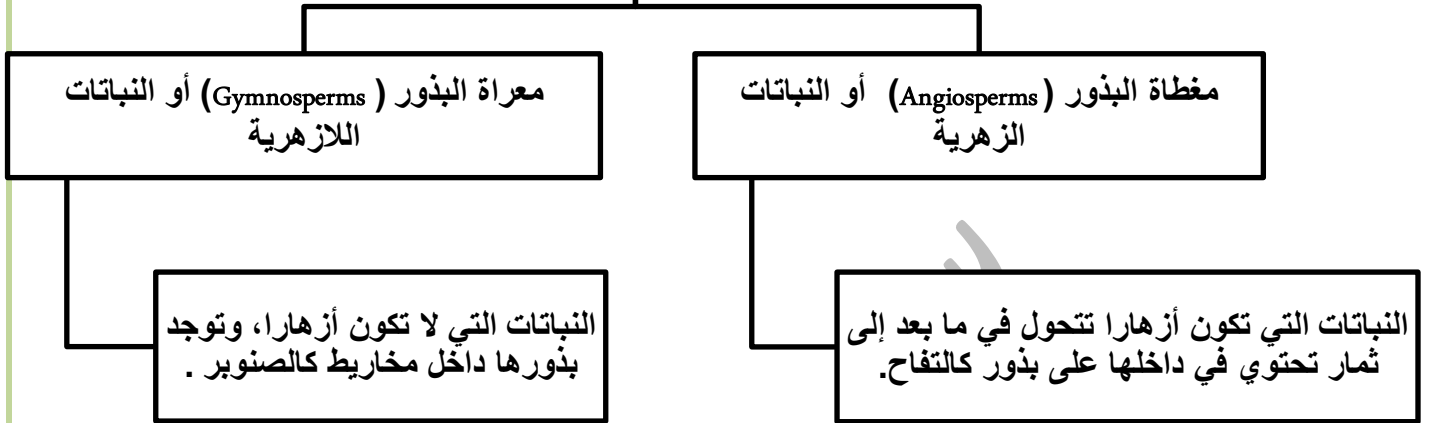 مغطاة البذور (Angiosperms) أو النباتات
الزهرية
معراة البذور (Gymnosperms) أو النباتات
اللازهرية
النباتات التي تكون أزهارا تتحول في ما بعد إلى
ثمار تحتوي في داخلها على بذور كالتفاح.
النباتات التي لا تكون أزهارا، وتوجد
بذورها داخل مخاريط كالصنوبر .